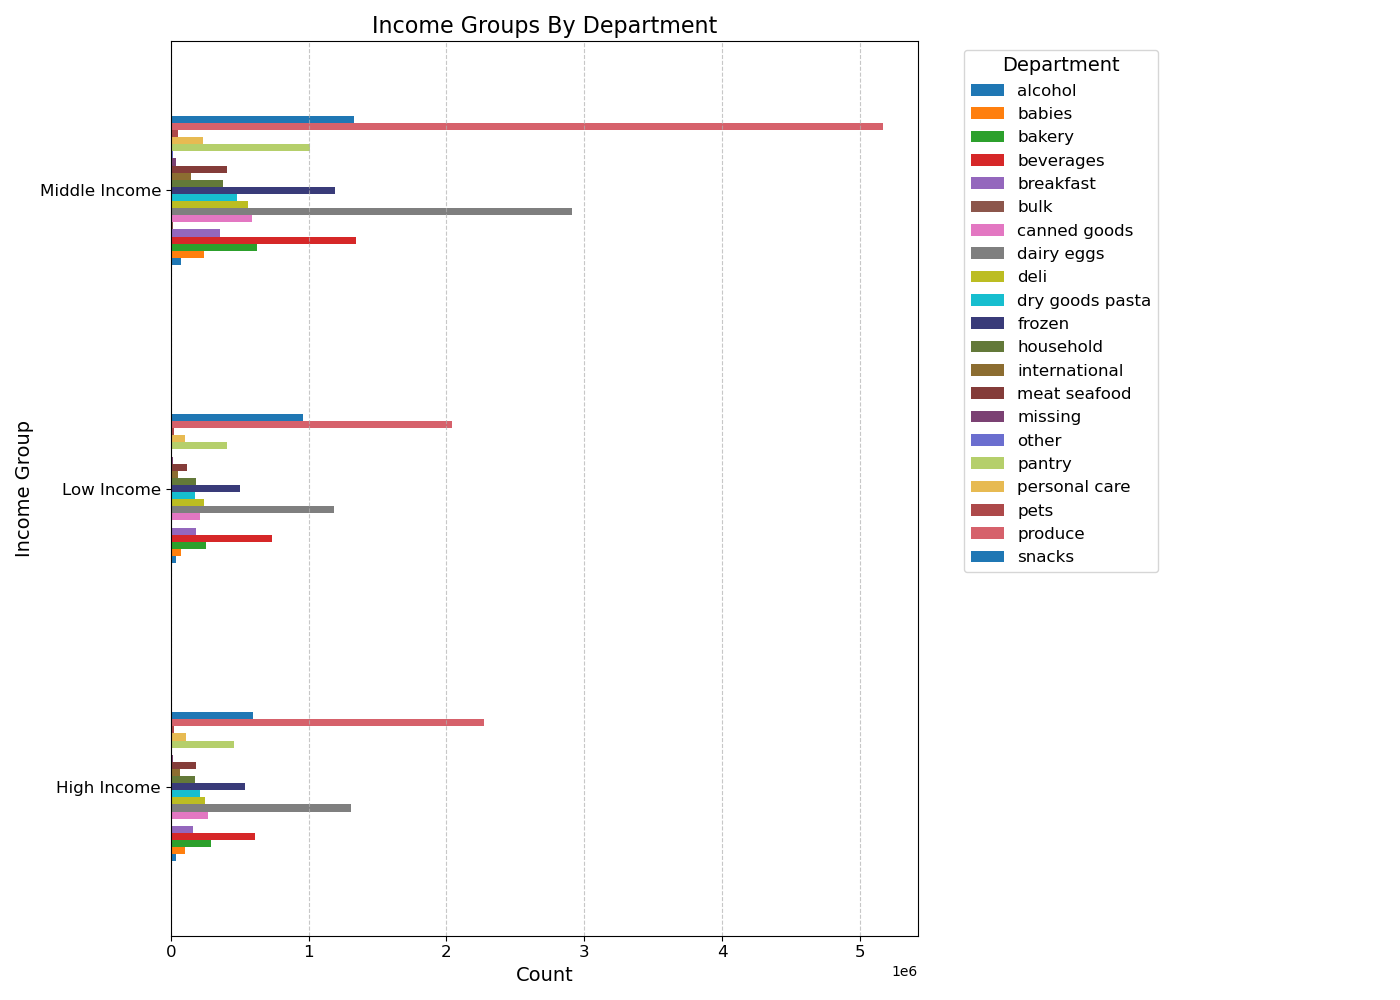 Income Groups By Department
Department
alcohol
babies
bakery
beverages
breakfast
bulk
canned goods
dairy eggs
deli
dry goods pasta
frozen
household
international
meat seafood
missing
other
pantry
personal care
pets
produce
snacks
Income Group
Middle Income
Low Income
High Income
0 1 2 3 4 5
1e6
Count